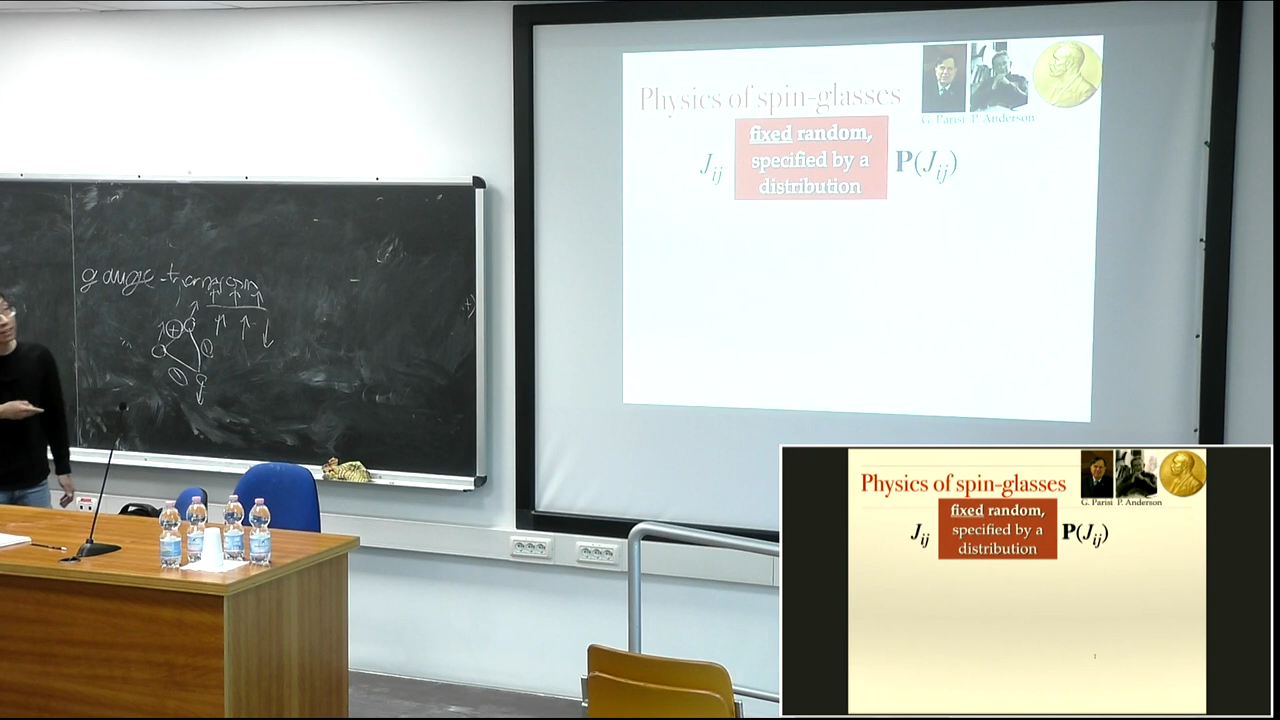 gauge
Physics of spin-glasses
G. Parisi P. Anderson
fixed random,
specified by a
distribution
J_ij
P(J_ij)
Physics of spin-glasses
G. Parisi P. Anderson
fixed random,
specified by a
distribution
J_ij
P(J_ij)